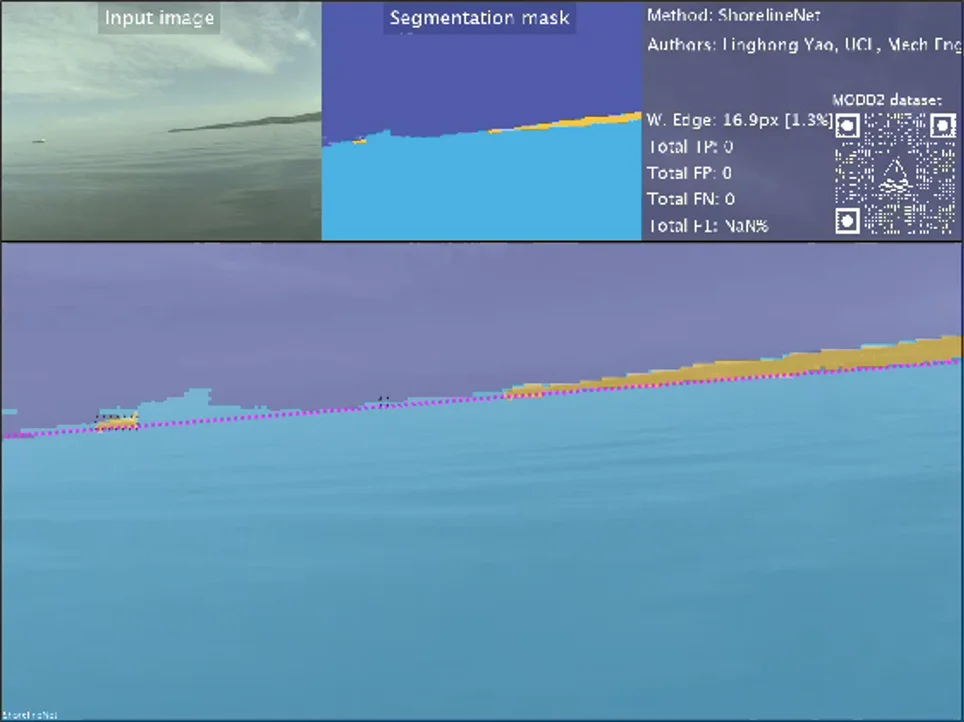 Input image
Segmentation mask
Method: ShorelineNet
Authors: Linghong Yao, UCL, Mech Eng
MODD2 dataset
W. Edge: 16.9px [1.3%]
Total TP: 0
Total FP: 0
Total FN: 0
Total F1: NaN%
ShorelineNet